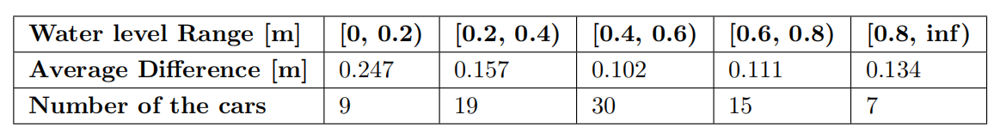 Water level Range [m] [0, 0.2) [0.2, 0.4) [0.4, 0.6) [0.6, 0.8) [0.8, inf)
Average Difference [m] 0.247 0.157 0.102 0.111 0.134
Number of the cars 9 19 30 15 7